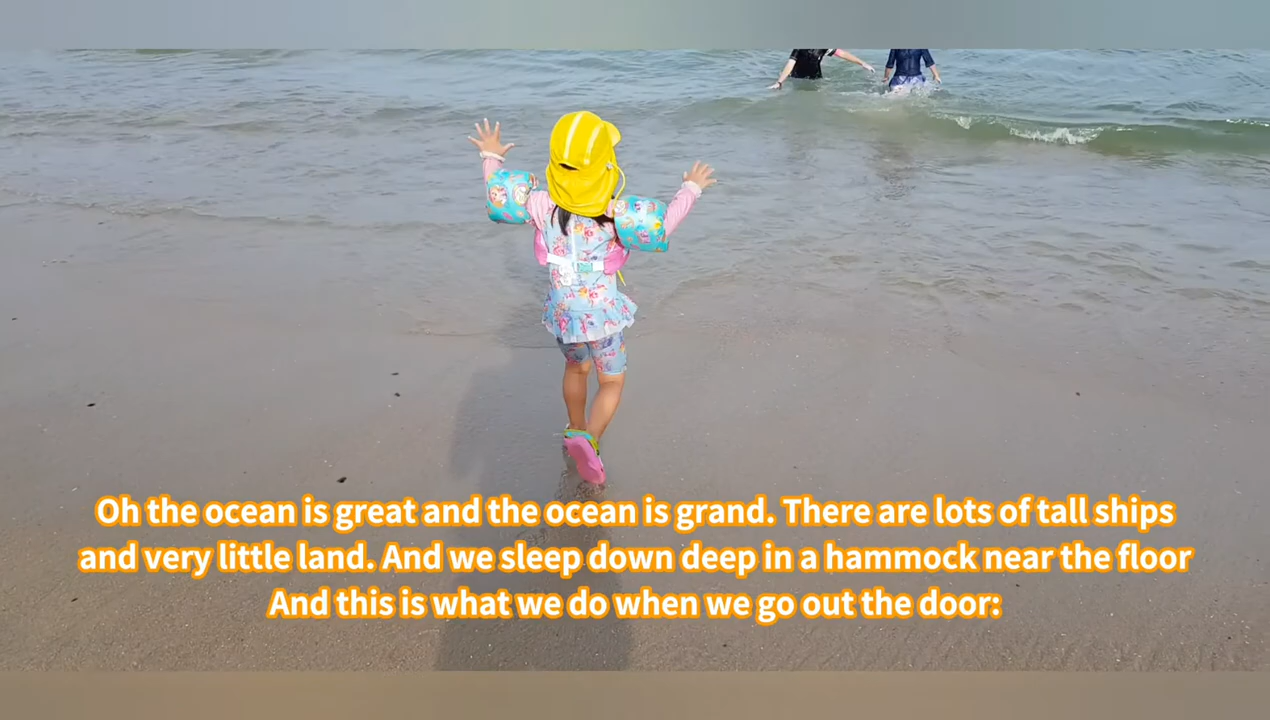 Oh the ocean is great and the ocean is grand. There are lots of tall ships
and very little land. And we sleep down deep in a hammock near the floor
And this is what we do when we go out the door: